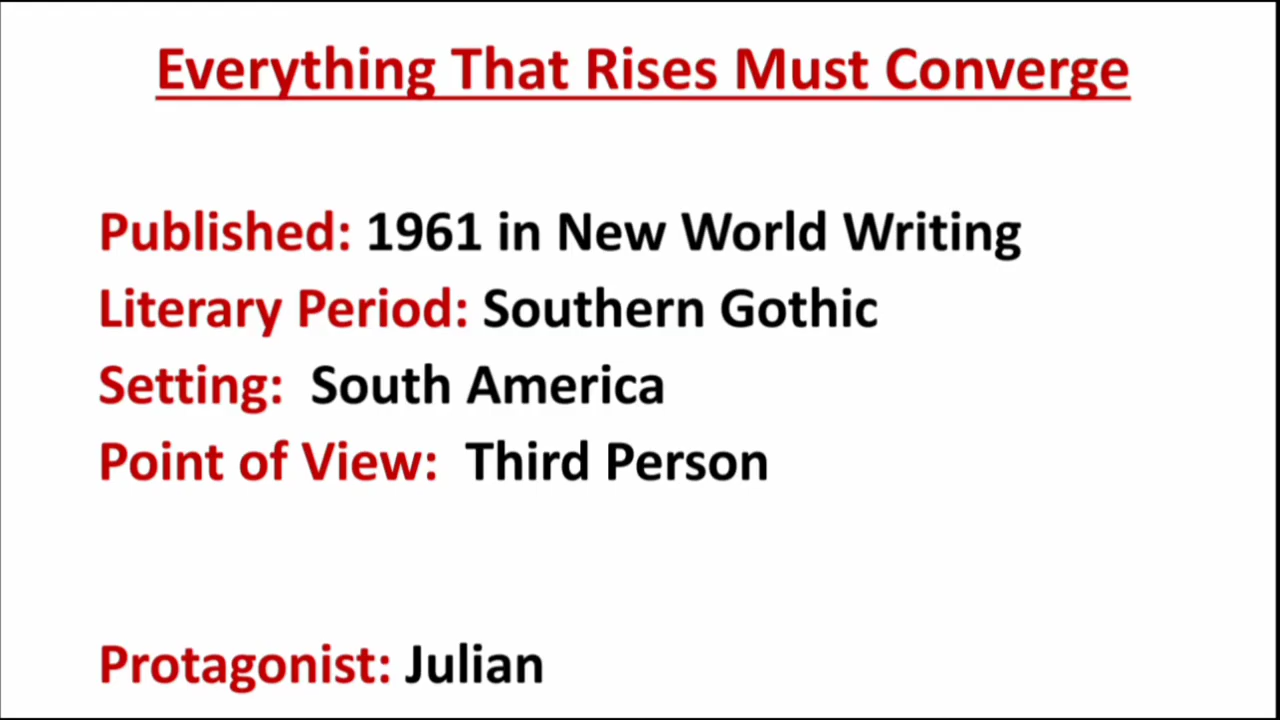 Everything That Rises Must Converge
Published: 1961 in New World Writing
Literary Period: Southern Gothic
Setting: South America
Point of View: Third Person
Protagonist: Julian